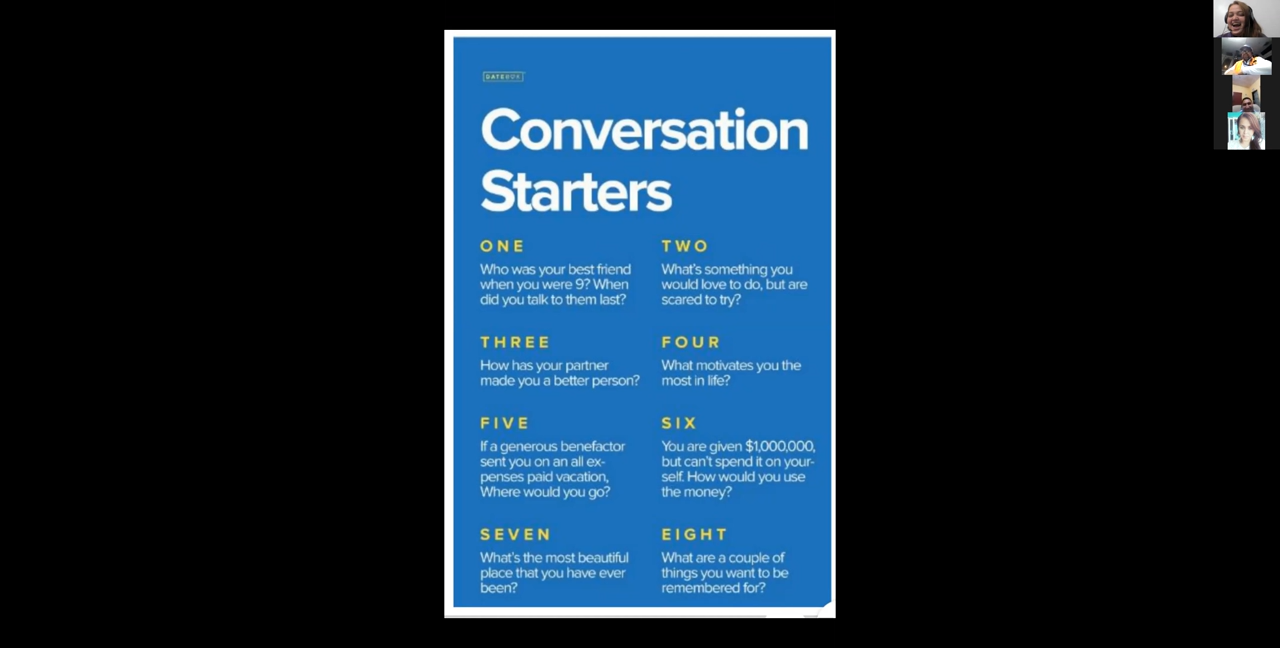 DATEBOX
Conversation
Starters
ONE
Who was your best friend
when you were 9? When
did you talk to them last?
TWO
What's something you
would love to do, but are
scared to try?
THREE
How has your partner
made you a better person?
FOUR
What motivates you the
most in life?
FIVE
If a generous benefactor
sent you on an all ex-
penses paid vacation,
Where would you go?
SIX
You are given $1,000,000,
but can't spend it on your-
self. How would you use
the money?
SEVEN
What's the most beautiful
place that you have ever
been?
EIGHT
What are a couple of
things you want to be
remembered for?